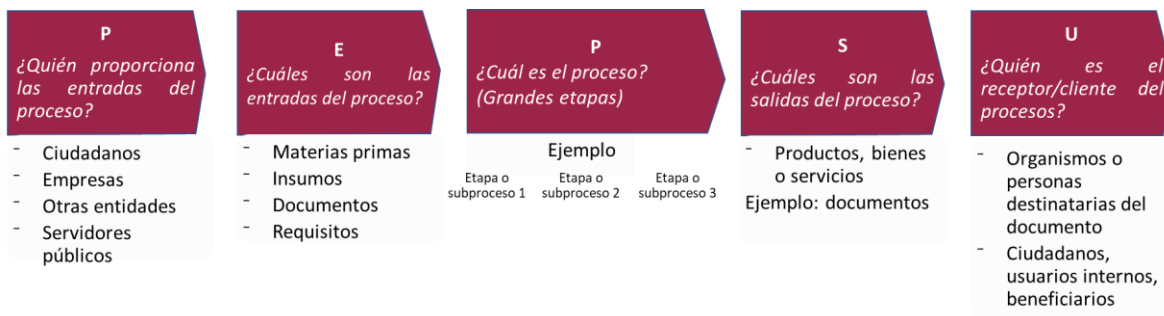 P
¿Quién proporciona
las entradas del
proceso?
- Ciudadanos
- Empresas
- Otras entidades
- Servidores
públicos
E
¿Cuáles son las
entradas del proceso?
- Materias primas
- Insumos
- Documentos
- Requisitos
P
¿Cuál es el proceso?
(Grandes etapas)
Ejemplo
Etapa o
subproceso 1
Etapa o
subproceso 2
Etapa o
subproceso 3
S
¿Cuáles son las
salidas del proceso?
- Productos, bienes
o servicios
Ejemplo: documentos
U
¿Quién es el
receptor/cliente del
procesos?
- Organismos o
personas
destinatarias del
documento
- Ciudadanos,
usuarios internos,
beneficiarios